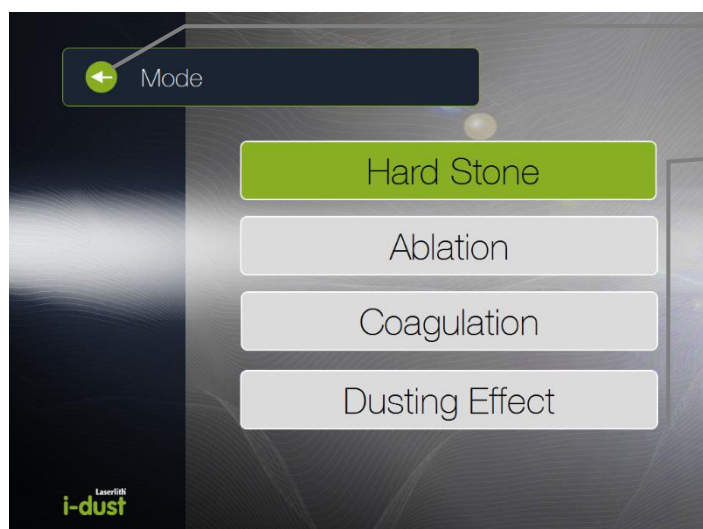 Mode
Hard Stone
Ablation
Coagulation
Dusting Effect
Laserlith
i-dust